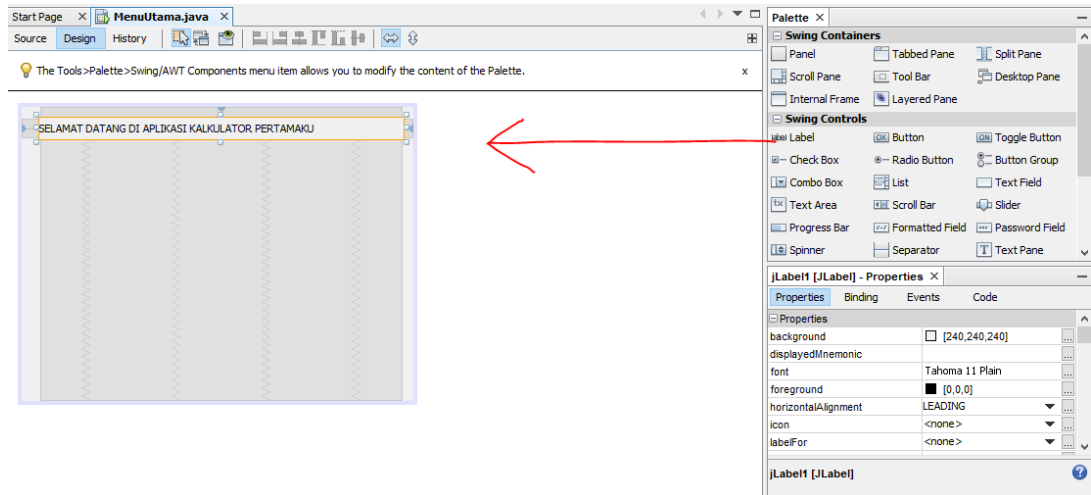 Start Page MenuUtama.java
Source Design History
The Tools>Palette>Swing/AWT Components menu item allows you to modify the content of the Palette. x
SELAMAT DATANG DI APLIKASI KALKULATOR PERTAMAKU
Palette
Swing Containers
Panel Tabbed Pane Split Pane
Scroll Pane Tool Bar Desktop Pane
Internal Frame Layered Pane
Swing Controls
label Label OK Button ON Toggle Button
Check Box Radio Button Button Group
Combo Box List Text Field
tx Text Area Scroll Bar Slider
Progress Bar Formatted Field Password Field
Spinner Separator T Text Pane
jLabel1 [JLabel] - Properties
Properties Binding Events Code
Properties
background [240,240,240] ...
displayedMnemonic ...
font Tahoma 11 Plain ...
foreground [0,0,0] ...
horizontalAlignment LEADING ...
icon <none> ...
labelFor <none> ...
jLabel1 [JLabel] ?